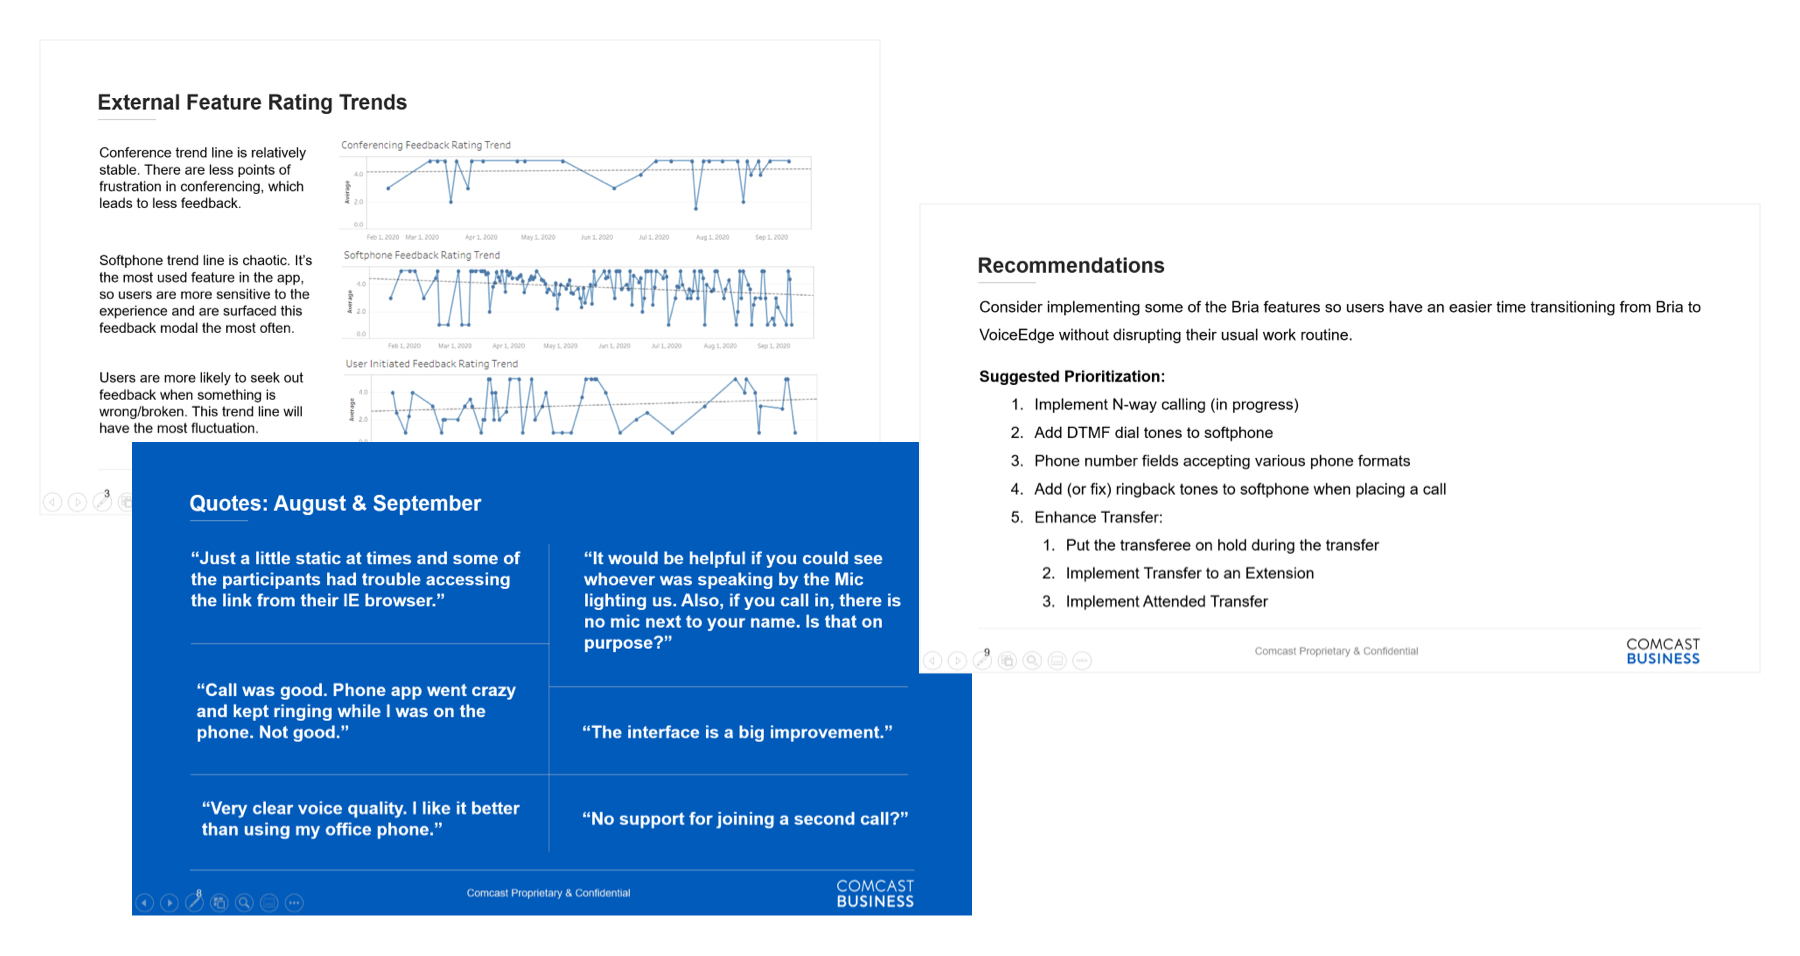 External Feature Rating Trends
Conference trend line is relatively
stable. There are less points of
frustration in conferencing, which
leads to less feedback.
Softphone trend line is chaotic. It's
the most used feature in the app,
so users are more sensitive to the
experience and are surfaced this
feedback modal the most often.
Users are more likely to seek out
feedback when something is
wrong/broken. This trend line will
have the most fluctuation.
Conferencing Feedback Rating Trend
Average
4.0
2.0
0.0
Feb 1, 2020 Mar 1, 2020 Apr 1, 2020 May 1, 2020 Jun 1, 2020 Jul 1, 2020 Aug 1, 2020 Sep 1, 2020
Softphone Feedback Rating Trend
Average
4.0
2.0
0.0
Feb 1, 2020 Mar 1, 2020 Apr 1, 2020 May 1, 2020 Jun 1, 2020 Jul 1, 2020 Aug 1, 2020 Sep 1, 2020
User Initiated Feedback Rating Trend
Average
4.0
2.0
3
Quotes: August & September
“Just a little static at times and some of
the participants had trouble accessing
the link from their IE browser.”
“Call was good. Phone app went crazy
and kept ringing while I was on the
phone. Not good.”
“Very clear voice quality. I like it better
than using my office phone.”
“It would be helpful if you could see
whoever was speaking by the Mic
lighting us. Also, if you call in, there is
no mic next to your name. Is that on
purpose?”
“The interface is a big improvement.”
“No support for joining a second call?”
8
Comcast Proprietary & Confidential
COMCAST
BUSINESS
Recommendations
Consider implementing some of the Bria features so users have an easier time transitioning from Bria to
VoiceEdge without disrupting their usual work routine.
Suggested Prioritization:
1. Implement N-way calling (in progress)
2. Add DTMF dial tones to softphone
3. Phone number fields accepting various phone formats
4. Add (or fix) ringback tones to softphone when placing a call
5. Enhance Transfer:
1. Put the transferee on hold during the transfer
2. Implement Transfer to an Extension
3. Implement Attended Transfer
9
Comcast Proprietary & Confidential
COMCAST
BUSINESS